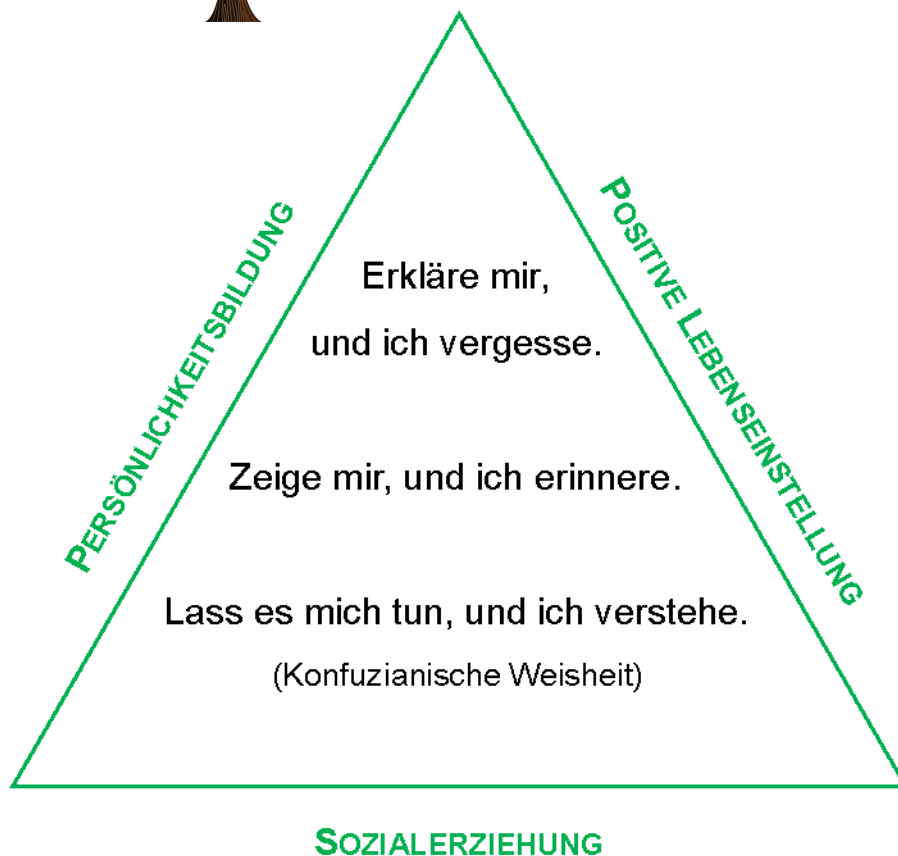 PERSÖNLICHKEITSBILDUNG
POSITIVE LEBENSEINSTELLUNG
Erkläre mir,
und ich vergesse.
Zeige mir, und ich erinnere.
Lass es mich tun, und ich verstehe.
(Konfuzianische Weisheit)
SOZIALERZIEHUNG